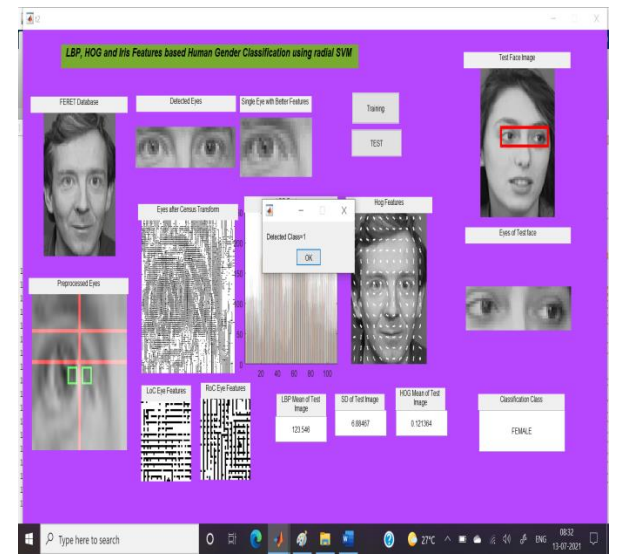 t2
LBP, HOG and Iris Features based Human Gender Classification using radial SVM
Test Face Image
FERET Database
Detected Eyes
Single Eye with Better Features
Training
TEST
Eyes after Census Transform
Hog Features
X
Detected Class=1
OK
Eyes of Test face
Preprocessed Eyes
50
0
20 40 60 80 100
LoC Eye Features
RoC Eye Features
LBP Mean of Test
Image
123.546
SD of Test Image
6.88467
HOG Mean of Test
Image
0.121364
Classification Class
FEMALE
Type here to search
27°C
ENG
08:32
13-07-2021